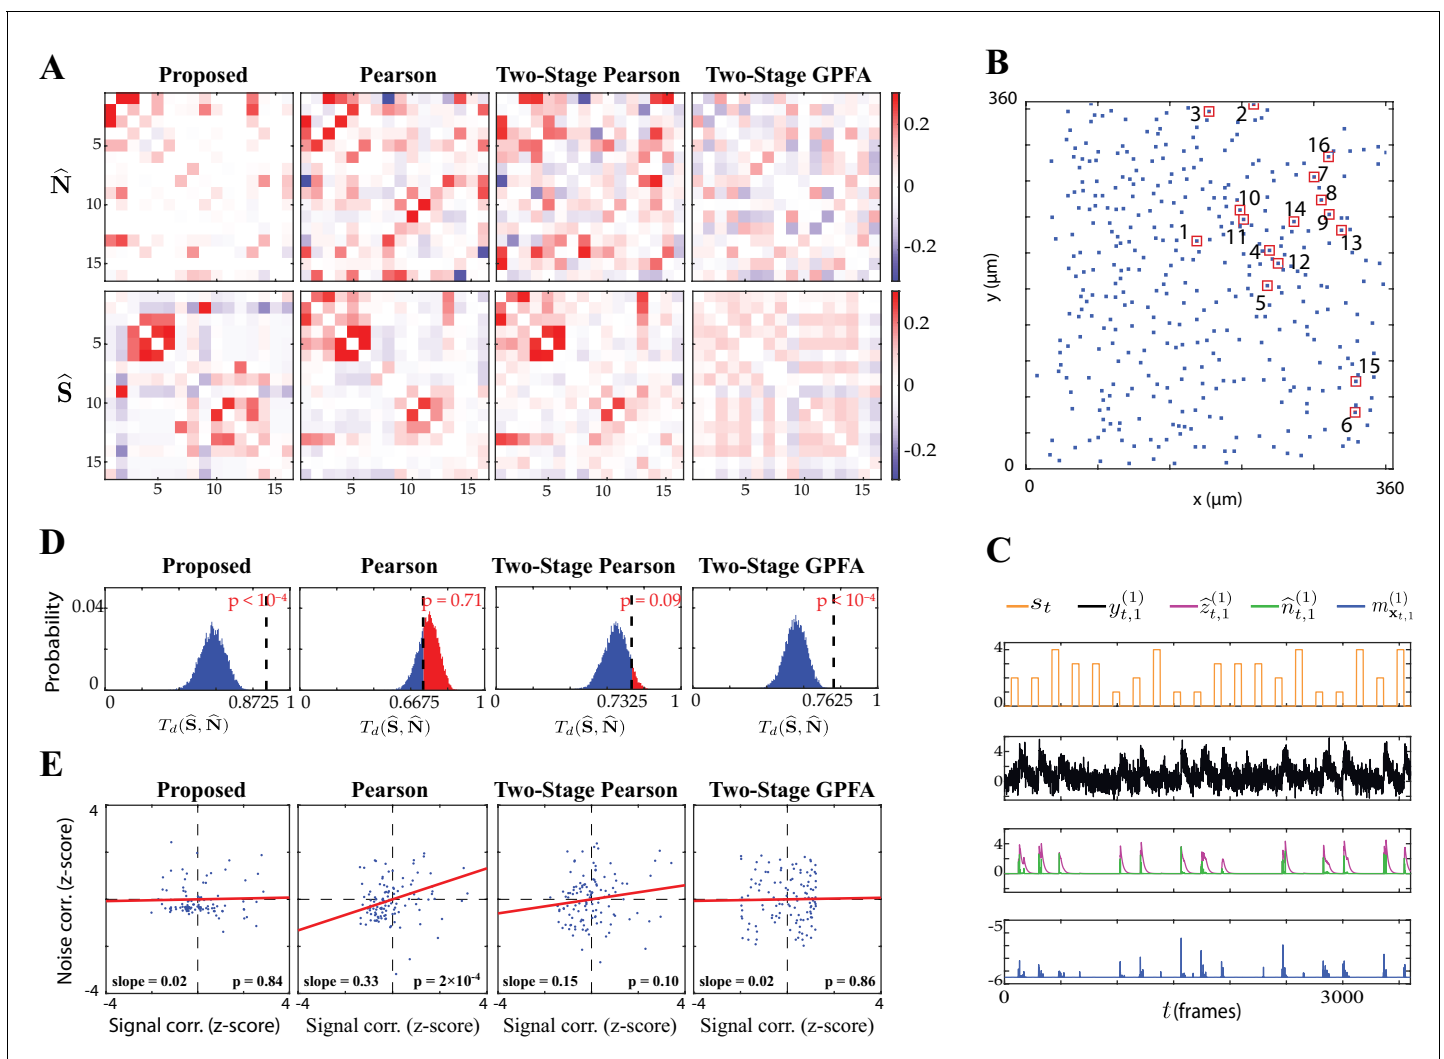 A
Proposed
Pearson
Two-Stage Pearson
Two-Stage GPFA
N̂
5
10
15
0.2
0
-0.2
Ŝ
5
10
15
0.2
0
-0.2
5 10 15
5 10 15
5 10 15
5 10 15
B
360
y (μm)
0
0
x (μm)
360
3
2
16
7
8
10
14
9
11
1
4
13
12
5
15
6
C
s_t
y_{t,1}^{(1)}
ẑ_{t,1}^{(1)}
n̂_{t,1}^{(1)}
m_{x_{t,1}}^{(1)}
4
0
4
0
4
0
-5
-6
0
3000
t (frames)
D
Proposed
Pearson
Two-Stage Pearson
Two-Stage GPFA
Probability
0.04
0
p < 10⁻⁴
p = 0.71
p = 0.09
p < 10⁻⁴
0 0.8725 1
0 0.6675 1
0 0.7325 1
0 0.7625 1
T_d(Ŝ, N̂)
T_d(Ŝ, N̂)
T_d(Ŝ, N̂)
T_d(Ŝ, N̂)
E
Proposed
Pearson
Two-Stage Pearson
Two-Stage GPFA
Noise corr. (z-score)
4
-4
slope = 0.02 p = 0.84
slope = 0.33 p = 2×10⁻⁴
slope = 0.15 p = 0.10
slope = 0.02 p = 0.86
-4 4
-4 4
-4 4
-4 4
Signal corr. (z-score)
Signal corr. (z-score)
Signal corr. (z-score)
Signal corr. (z-score)